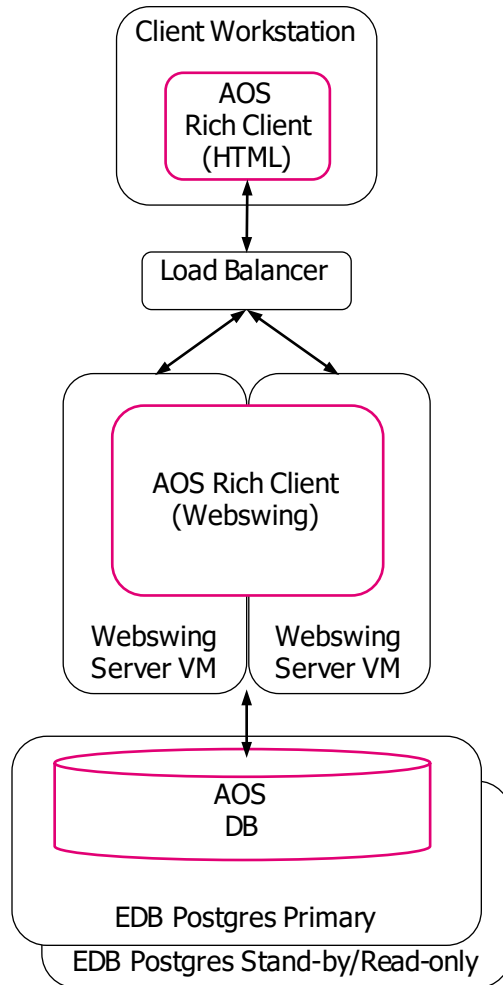 Client Workstation
AOS
Rich Client
(HTML)
Load Balancer
AOS Rich Client
(Webswing)
Webswing
Server VM
Webswing
Server VM
AOS
DB
EDB Postgres Primary
EDB Postgres Stand-by/Read-only